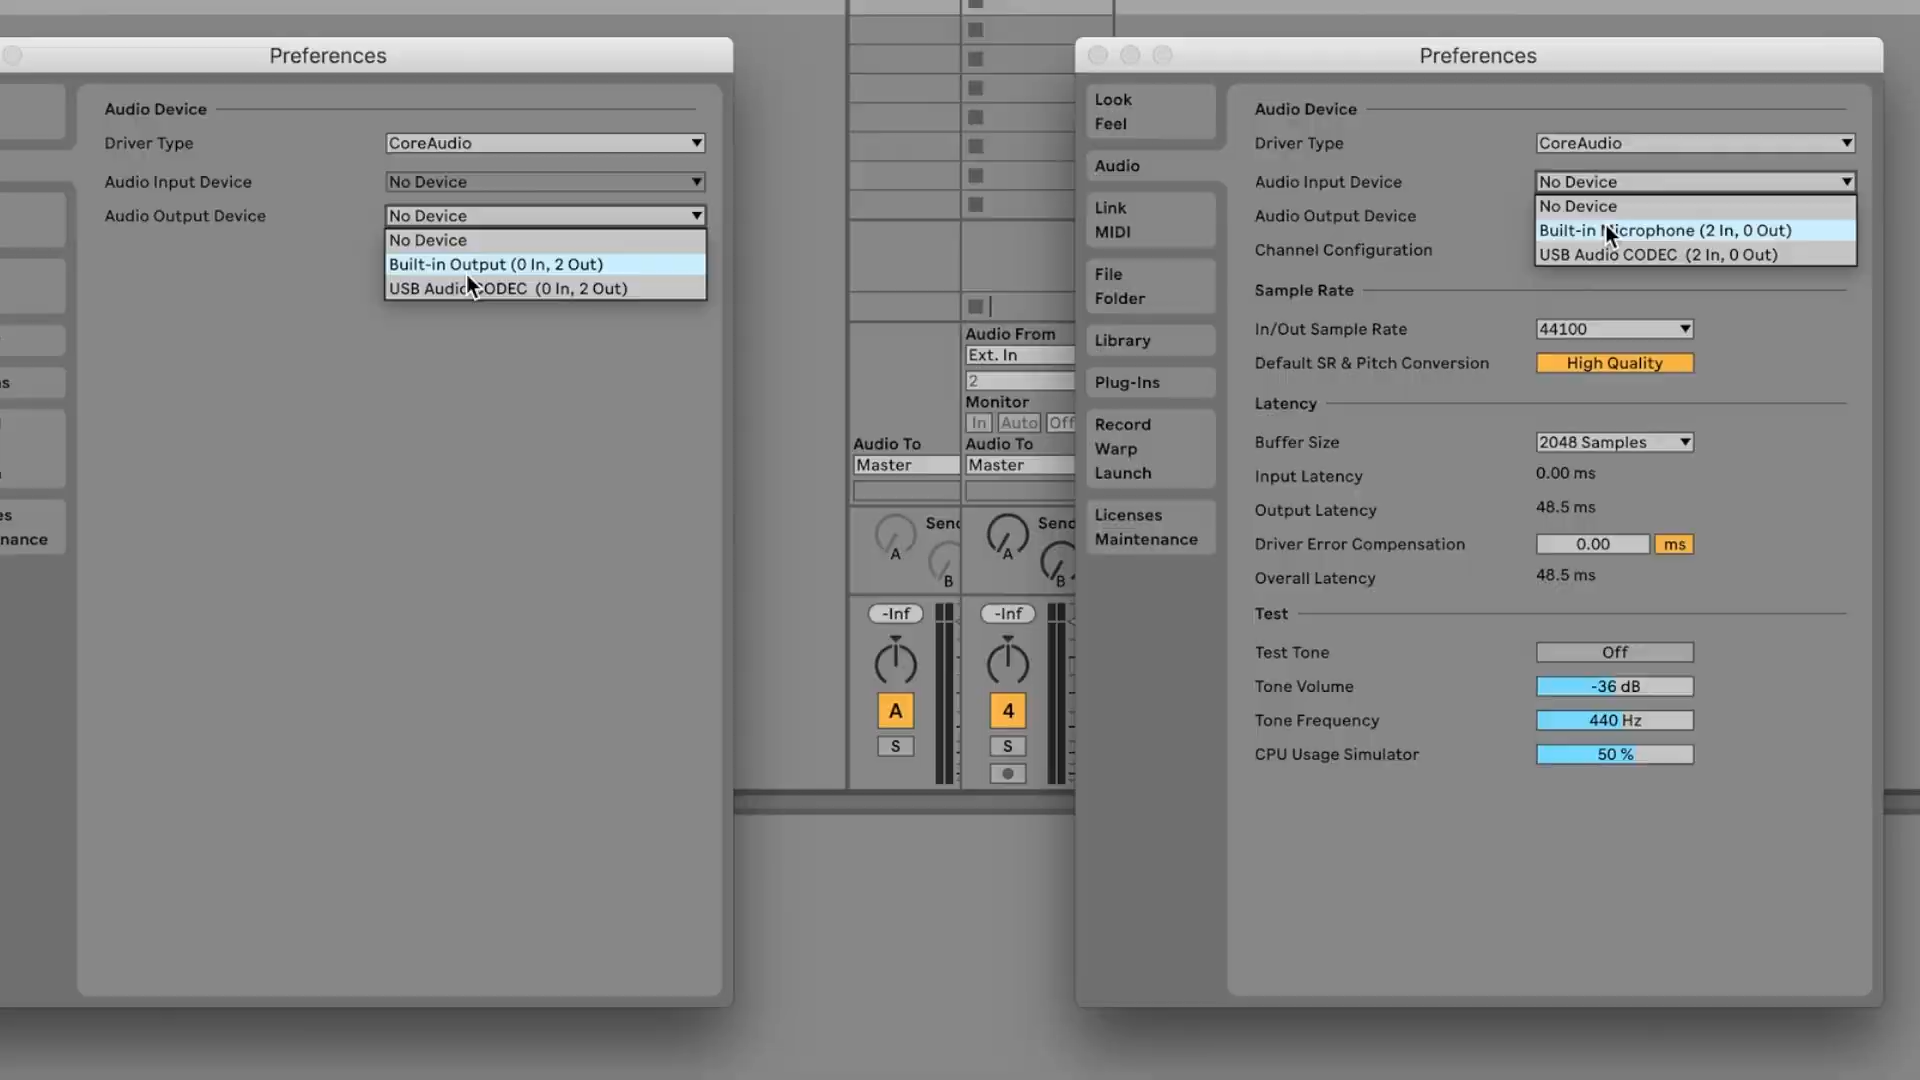 Preferences
Audio Device
Driver Type CoreAudio
Audio Input Device No Device
Audio Output Device No Device
No Device
Built-in Output (0 In, 2 Out)
USB Audio CODEC (0 In, 2 Out)
s
es
nance
Audio From
Ext. In
2
Monitor
In Auto Off
Audio To Audio To
Master Master
Send Send
A A
B B
-Inf -Inf
A 4
S S
Preferences
Look
Feel
Audio
Link
MIDI
File
Folder
Library
Plug-Ins
Record
Warp
Launch
Licenses
Maintenance
Audio Device
Driver Type CoreAudio
Audio Input Device No Device
No Device
Audio Output Device
Built-in Microphone (2 In, 0 Out)
Channel Configuration
USB Audio CODEC (2 In, 0 Out)
Sample Rate
In/Out Sample Rate 44100
Default SR & Pitch Conversion High Quality
Latency
Buffer Size 2048 Samples
Input Latency 0.00 ms
Output Latency 48.5 ms
Driver Error Compensation 0.00 ms
Overall Latency 48.5 ms
Test
Test Tone Off
Tone Volume -36 dB
Tone Frequency 440 Hz
CPU Usage Simulator 50 %